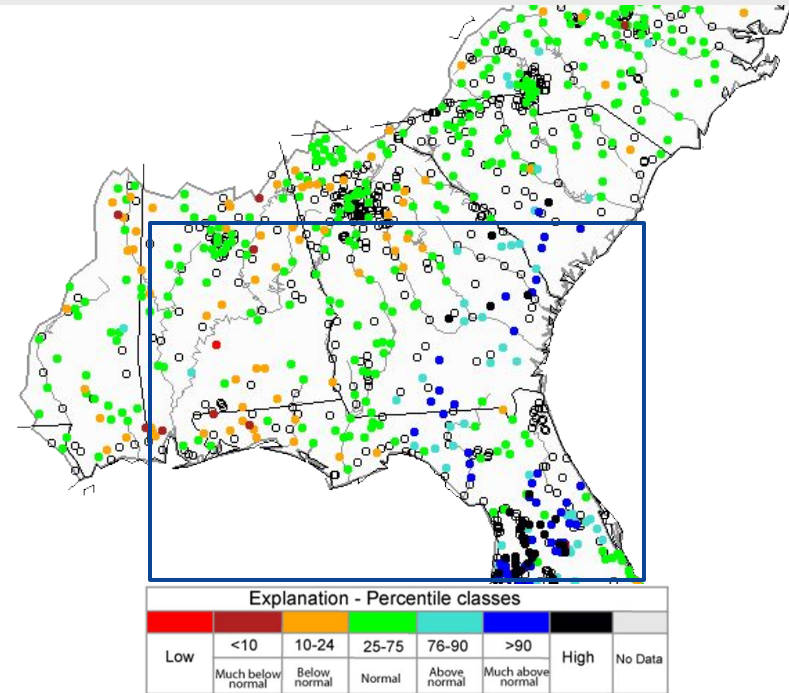 Explanation - Percentile classes
Low <10 10-24 25-75 76-90 >90 High No Data
Much below normal Below normal Normal Above normal Much above normal